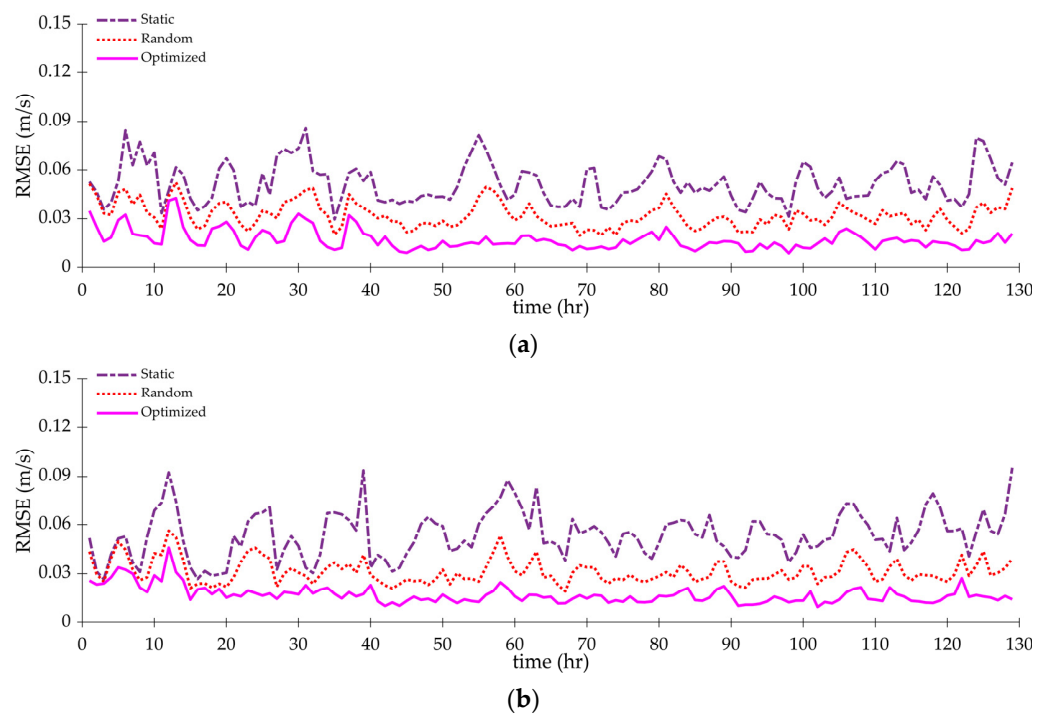 0.15
Static
Random
Optimized
0.12
0.09
0.06
0.03
0
RMSE (m/s)
0 10 20 30 40 50 60 70 80 90 100 110 120 130
time (hr)
(a)
0.15
Static
Random
Optimized
0.12
0.09
0.06
0.03
0
RMSE (m/s)
0 10 20 30 40 50 60 70 80 90 100 110 120 130
time (hr)
(b)